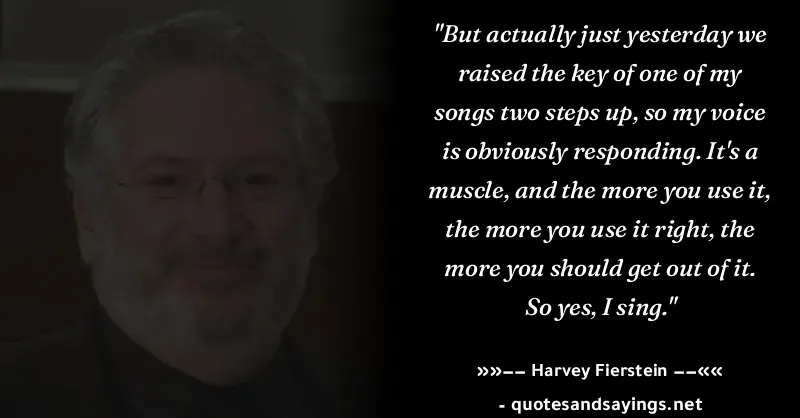 "But actually just yesterday we
raised the key of one of my
songs two steps up, so my voice
is obviously responding. It's a
muscle, and the more you use it,
the more you use it right, the
more you should get out of it.
So yes, I sing."
»»−− Harvey Fierstein −−««
- quotesandsayings.net